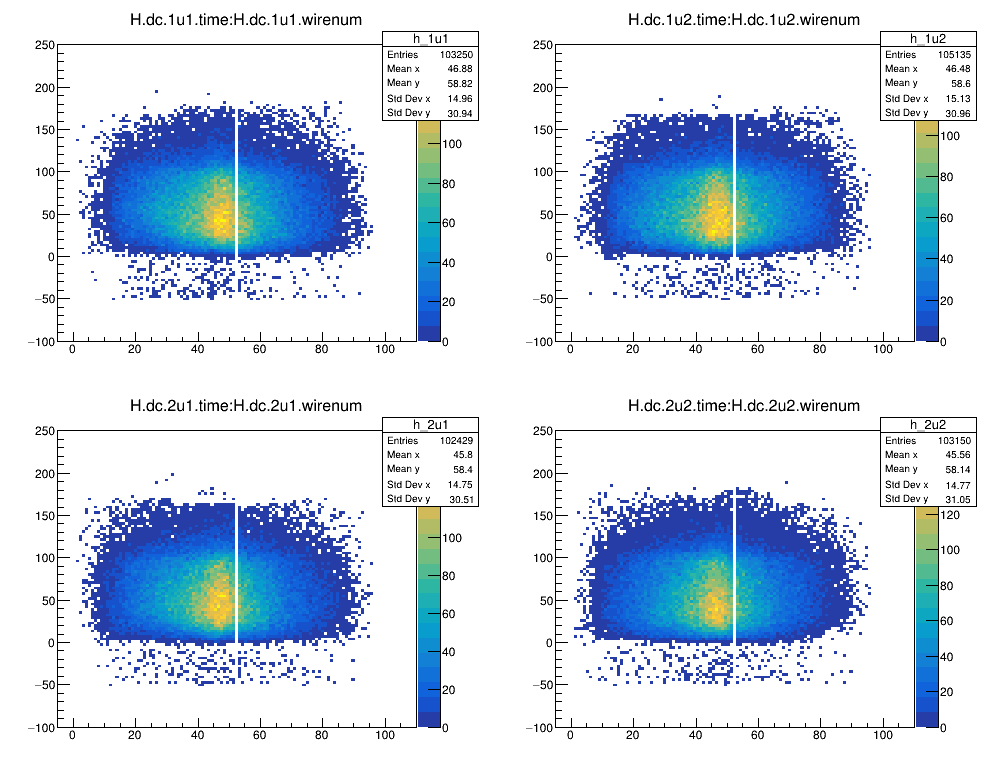 H.dc.1u1.time:H.dc.1u1.wirenum
h_1u1
Entries 103250
Mean x 46.88
Mean y 58.82
Std Dev x 14.96
Std Dev y 30.94
250
200
150
100
50
0
−50
−100
0 20 40 60 80 100
100
80
60
40
20
0
H.dc.1u2.time:H.dc.1u2.wirenum
h_1u2
Entries 105135
Mean x 46.48
Mean y 58.6
Std Dev x 15.13
Std Dev y 30.96
250
200
150
100
50
0
−50
−100
0 20 40 60 80 100
100
80
60
40
20
0
H.dc.2u1.time:H.dc.2u1.wirenum
h_2u1
Entries 102429
Mean x 45.8
Mean y 58.4
Std Dev x 14.75
Std Dev y 30.51
250
200
150
100
50
0
−50
−100
0 20 40 60 80 100
100
80
60
40
20
0
H.dc.2u2.time:H.dc.2u2.wirenum
h_2u2
Entries 103150
Mean x 45.56
Mean y 58.14
Std Dev x 14.77
Std Dev y 31.05
250
200
150
100
50
0
−50
−100
0 20 40 60 80 100
120
100
80
60
40
20
0